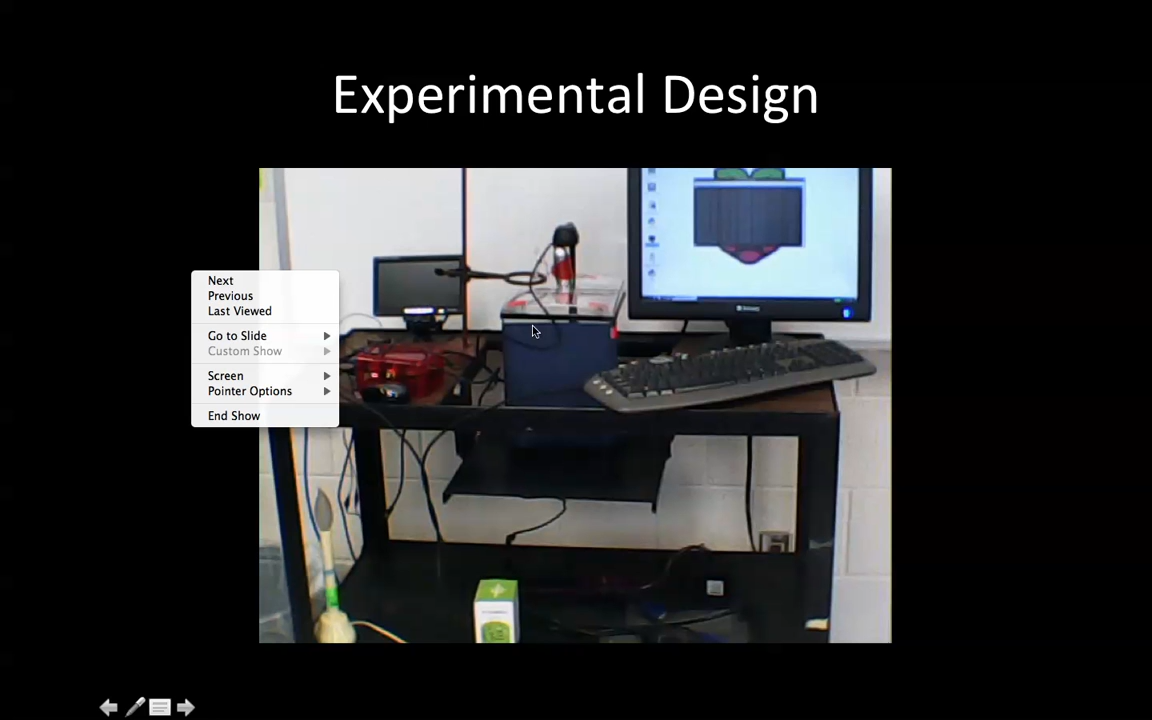 Experimental Design
Next
Previous
Last Viewed
Go to Slide
Custom Show
Screen
Pointer Options
End Show